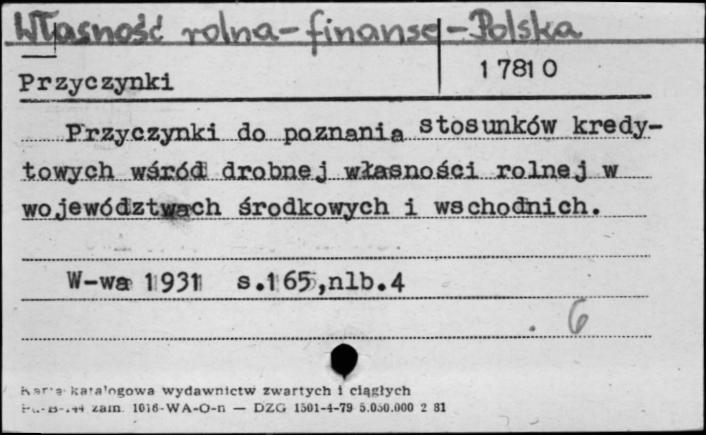 Własność rolna-finanse-Polska
Przyczynki
17810
Przyczynki do poznania stosunków kredy-
towych wśród drobnej własności rolnej w
województwach środkowych i wschodnich.
W-wa 1931 s.165,nlb.4
6
Karta katalogowa wydawnictw zwartych i ciągłych
zam. 1016-WA-O-n — DZG 1501-4-79 5.050.000 2 81